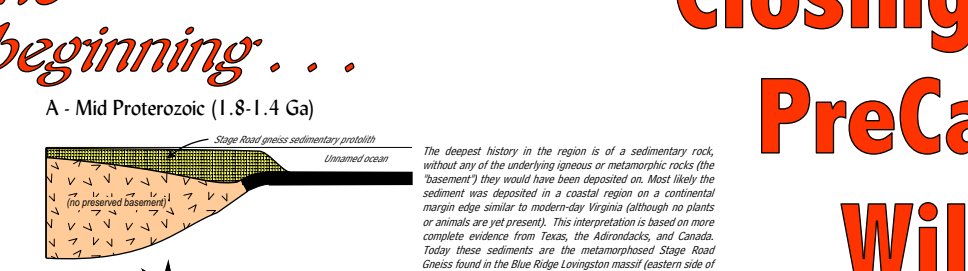 beginning . . .
A - Mid Proterozoic (1.8-1.4 Ga)
Stage Road gneiss sedimentary protolith
Unnamed ocean
(no preserved basement)
The deepest history in the region is of a sedimentary rock,
without any of the underlying igneous or metamorphic rocks (the
"basement") they would have been deposited on. Most likely the
sediment was deposited in a coastal region on a continental
margin edge similar to modern-day Virginia (although no plants
or animals are yet present). This interpretation is based on more
complete evidence from Texas, the Adirondacks, and Canada.
Today these sediments are the metamorphosed Stage Road
Gneiss found in the Blue Ridge Lovingston massif (eastern side of
Closing
PreCa
Wil